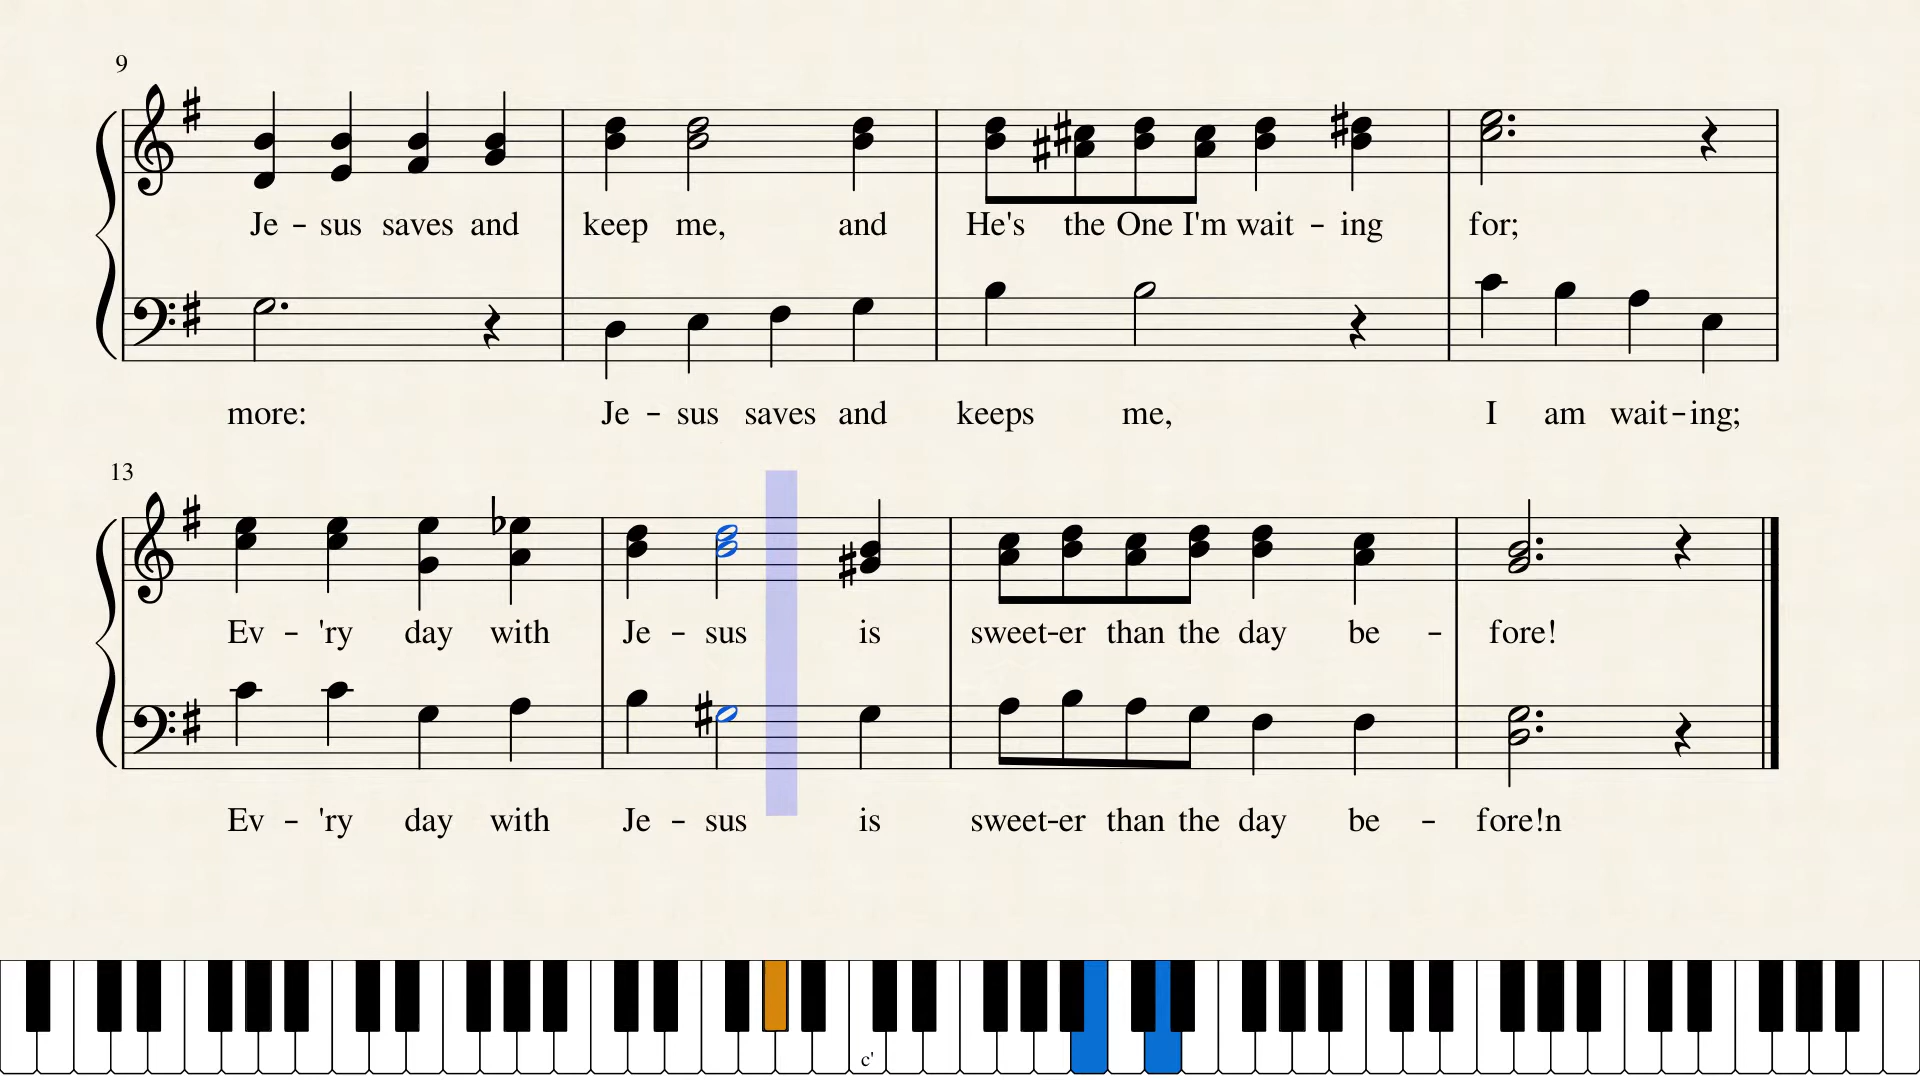 9
Je – sus saves and keep me, and He's the One I'm wait – ing for;
more: Je – sus saves and keeps me, I am wait – ing;
13
Ev – 'ry day with Je – sus is sweet-er than the day be – fore!
Ev – 'ry day with Je – sus is sweet-er than the day be – fore!n
c'